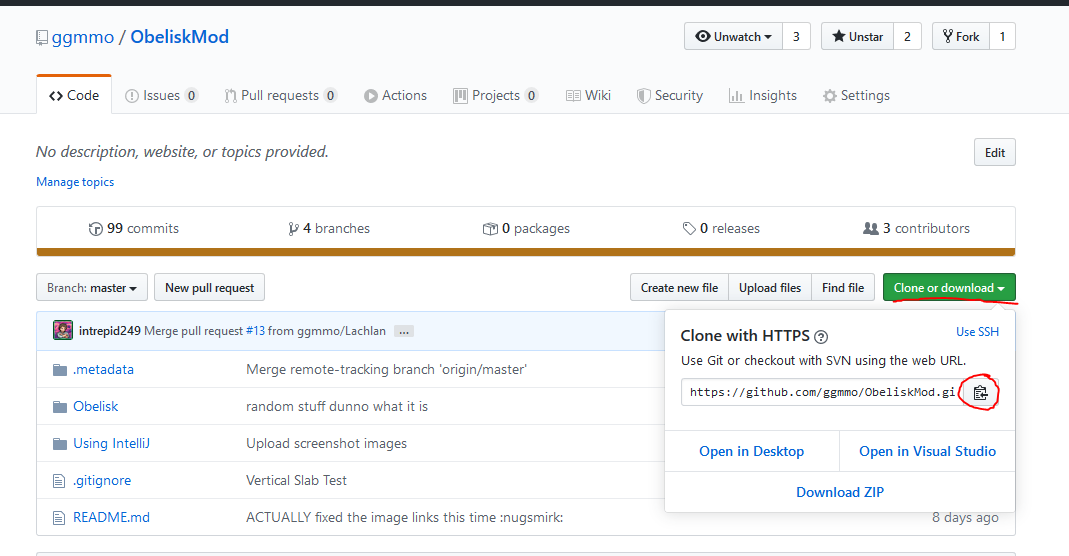 ggmmo / ObeliskMod
Unwatch 3 Unstar 2 Fork 1
Code Issues 0 Pull requests 0 Actions Projects 0 Wiki Security Insights Settings
No description, website, or topics provided. Edit
Manage topics
99 commits 4 branches 0 packages 0 releases 3 contributors
Branch: master New pull request Create new file Upload files Find file Clone or download
intrepid249 Merge pull request #13 from ggmmo/Lachlan ...
.metadata Merge remote-tracking branch 'origin/master'
Obelisk random stuff dunno what it is
Using IntelliJ Upload screenshot images
.gitignore Vertical Slab Test
README.md ACTUALLY fixed the image links this time :nugsmirk: 8 days ago
Clone with HTTPS ? Use SSH
Use Git or checkout with SVN using the web URL.
https://github.com/ggmmo/ObeliskMod.gi
Open in Desktop Open in Visual Studio
Download ZIP